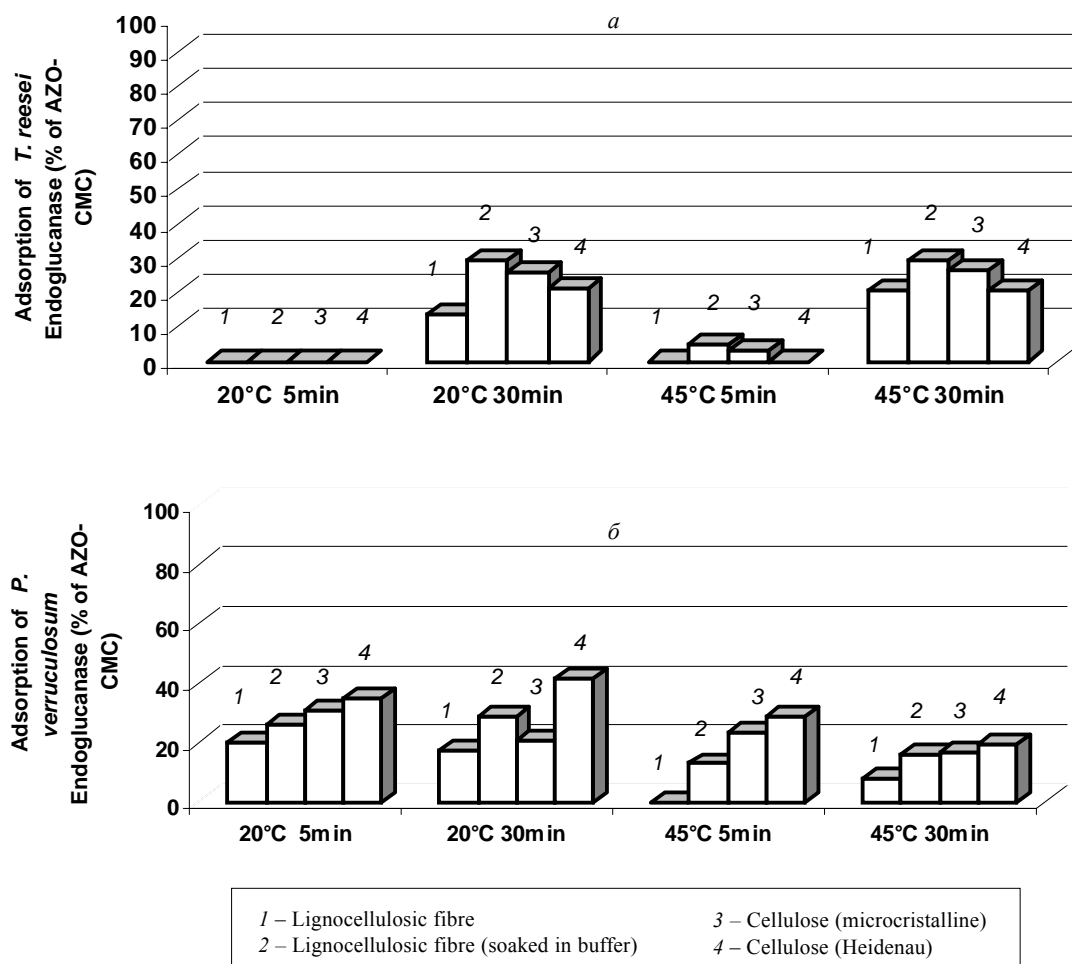 а
Adsorption of T. reesei
Endoglucanase (% of AZO-
CMC)
100
90
80
70
60
50
40
30
20
10
0
1 2 3 4
1 2 3 4
1 2 3 4
1 2 3 4
20°C 5min 20°C 30min 45°C 5min 45°C 30min
б
Adsorption of P.
verruculosum
Endoglucanase (% of AZO-
CMC)
100
80
60
40
20
0
1 2 3 4
1 2 3 4
1 2 3 4
1 2 3 4
20°C 5min 20°C 30min 45°C 5min 45°C 30min
1 – Lignocellulosic fibre
2 – Lignocellulosic fibre (soaked in buffer)
3 – Cellulose (microcristalline)
4 – Cellulose (Heidenau)